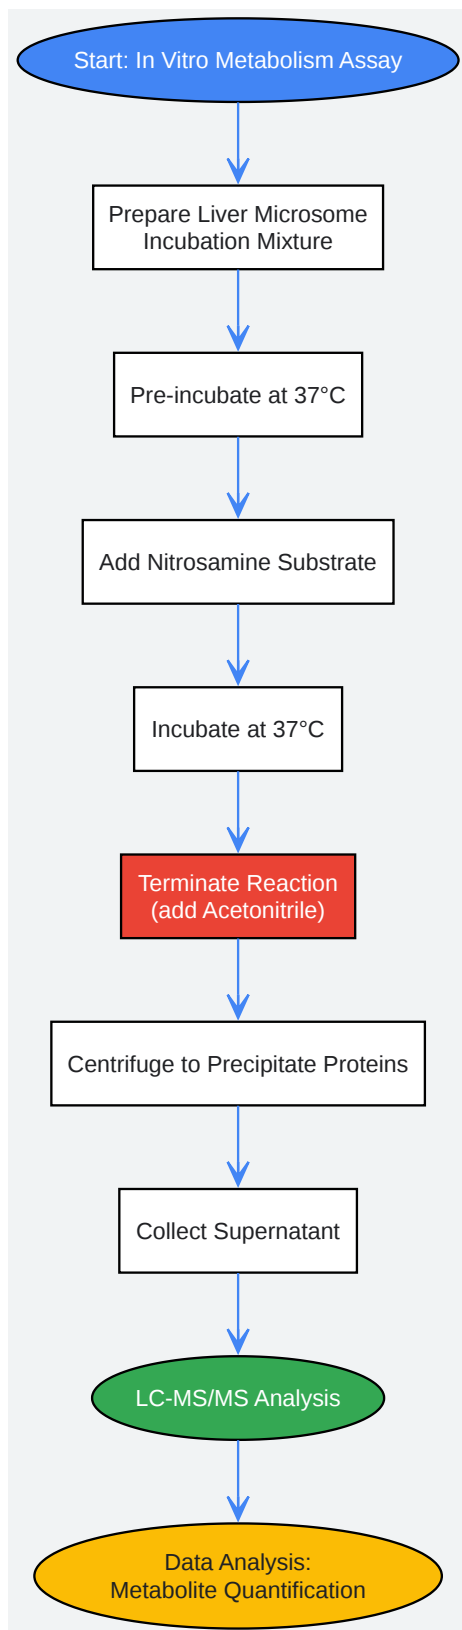 Start: In Vitro Metabolism Assay
Prepare Liver Microsome
Incubation Mixture
Pre-incubate at 37°C
Add Nitrosamine Substrate
Incubate at 37°C
Terminate Reaction
(add Acetonitrile)
Centrifuge to Precipitate Proteins
Collect Supernatant
LC-MS/MS Analysis
Data Analysis:
Metabolite Quantification